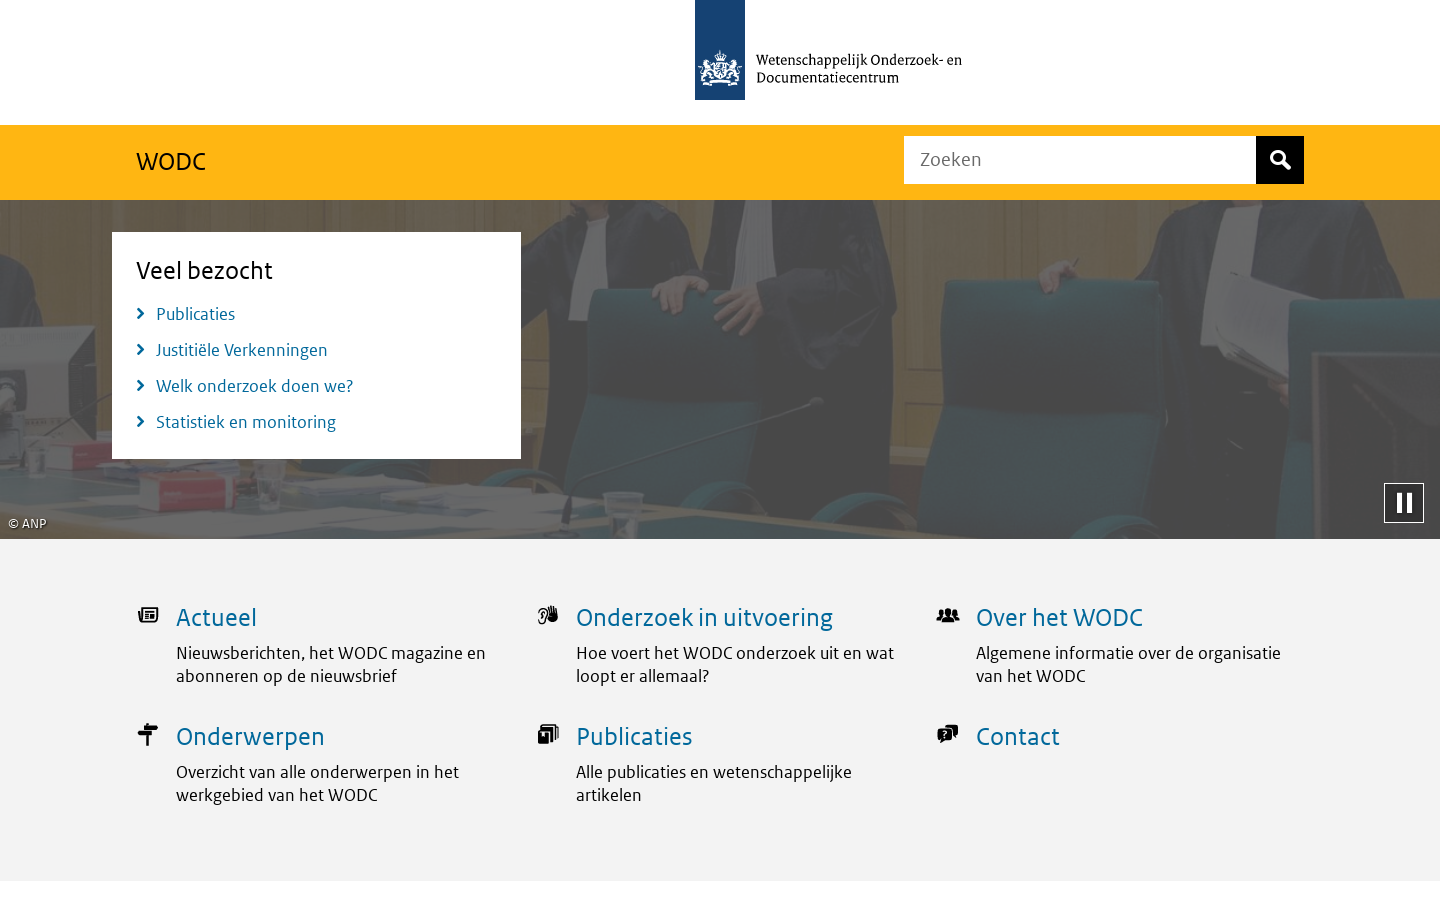 Wetenschappelijk Onderzoek- en
Documentatiecentrum
WODC
Zoeken
Veel bezocht
Publicaties
Justitiële Verkenningen
Welk onderzoek doen we?
Statistiek en monitoring
© ANP
Actueel
Nieuwsberichten, het WODC magazine en
abonneren op de nieuwsbrief
Onderzoek in uitvoering
Hoe voert het WODC onderzoek uit en wat
loopt er allemaal?
Over het WODC
Algemene informatie over de organisatie
van het WODC
Onderwerpen
Overzicht van alle onderwerpen in het
werkgebied van het WODC
Publicaties
Alle publicaties en wetenschappelijke
artikelen
Contact